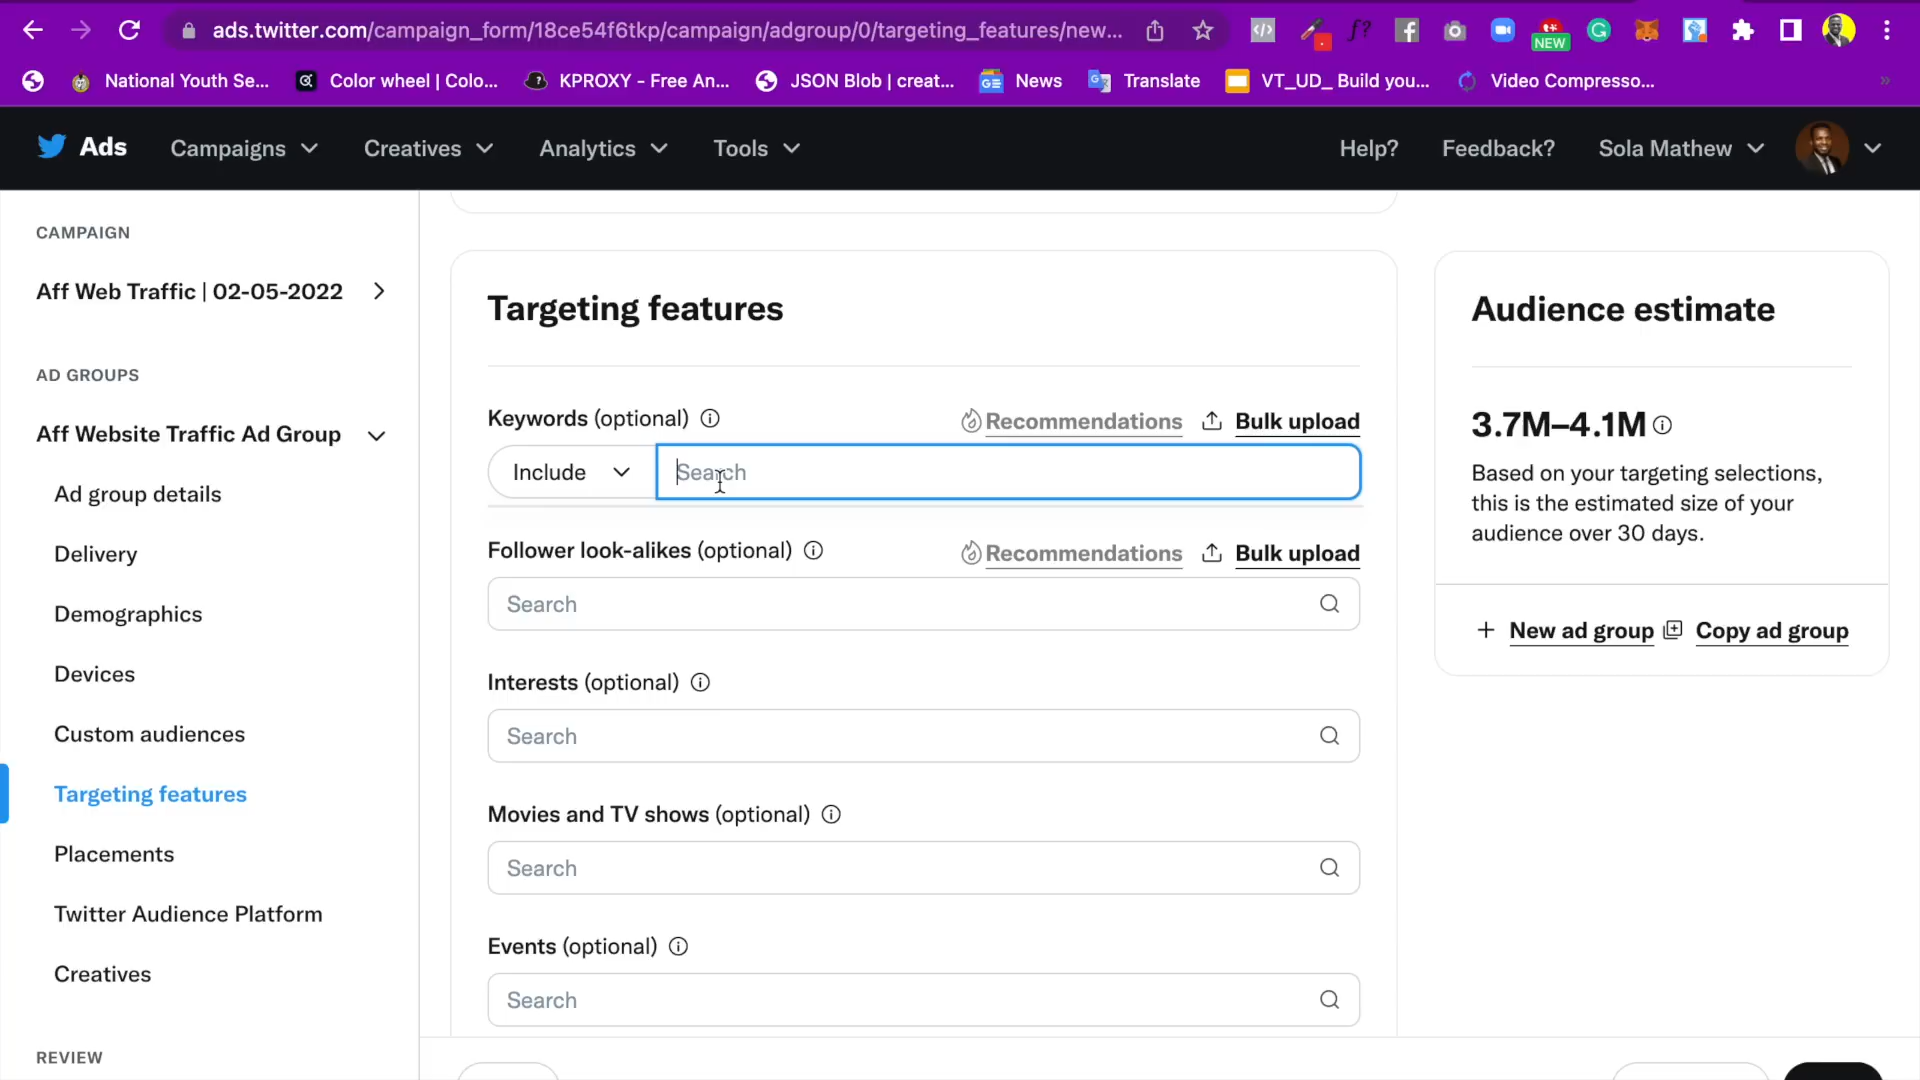 ads.twitter.com/campaign_form/18ce54f6tkp/campaign/adgroup/0/targeting_features/new...
f?
NEW
National Youth Se...
Color wheel | Colo...
KPROXY - Free An...
JSON Blob | creat...
GE
News
Translate
VT_UD_ Build you...
Video Compresso...
»
Ads
Campaigns
Creatives
Analytics
Tools
Help?
Feedback?
Sola Mathew
CAMPAIGN
Aff Web Traffic | 02-05-2022
AD GROUPS
Aff Website Traffic Ad Group
Ad group details
Delivery
Demographics
Devices
Custom audiences
Targeting features
Placements
Twitter Audience Platform
Creatives
REVIEW
Targeting features
Keywords (optional)
Recommendations
Bulk upload
Include
Search
Follower look-alikes (optional)
Recommendations
Bulk upload
Search
Interests (optional)
Search
Movies and TV shows (optional)
Search
Events (optional)
Search
Audience estimate
3.7M–4.1M
Based on your targeting selections,
this is the estimated size of your
audience over 30 days.
+ New ad group
Copy ad group